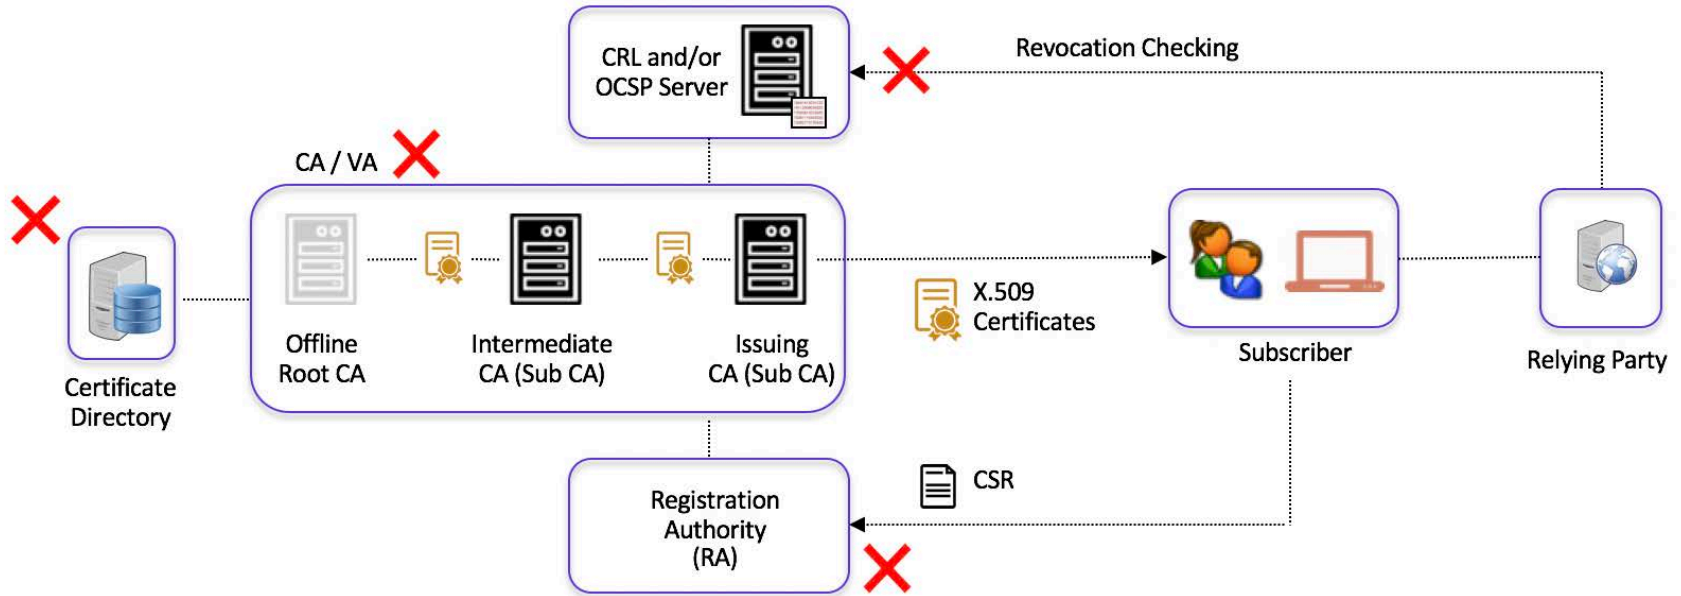 CRL and/or
OCSP Server
Revocation Checking
CA / VA
Offline
Root CA
Intermediate
CA (Sub CA)
Issuing
CA (Sub CA)
X.509
Certificates
Subscriber
Relying Party
Certificate
Directory
Registration
Authority
(RA)
CSR